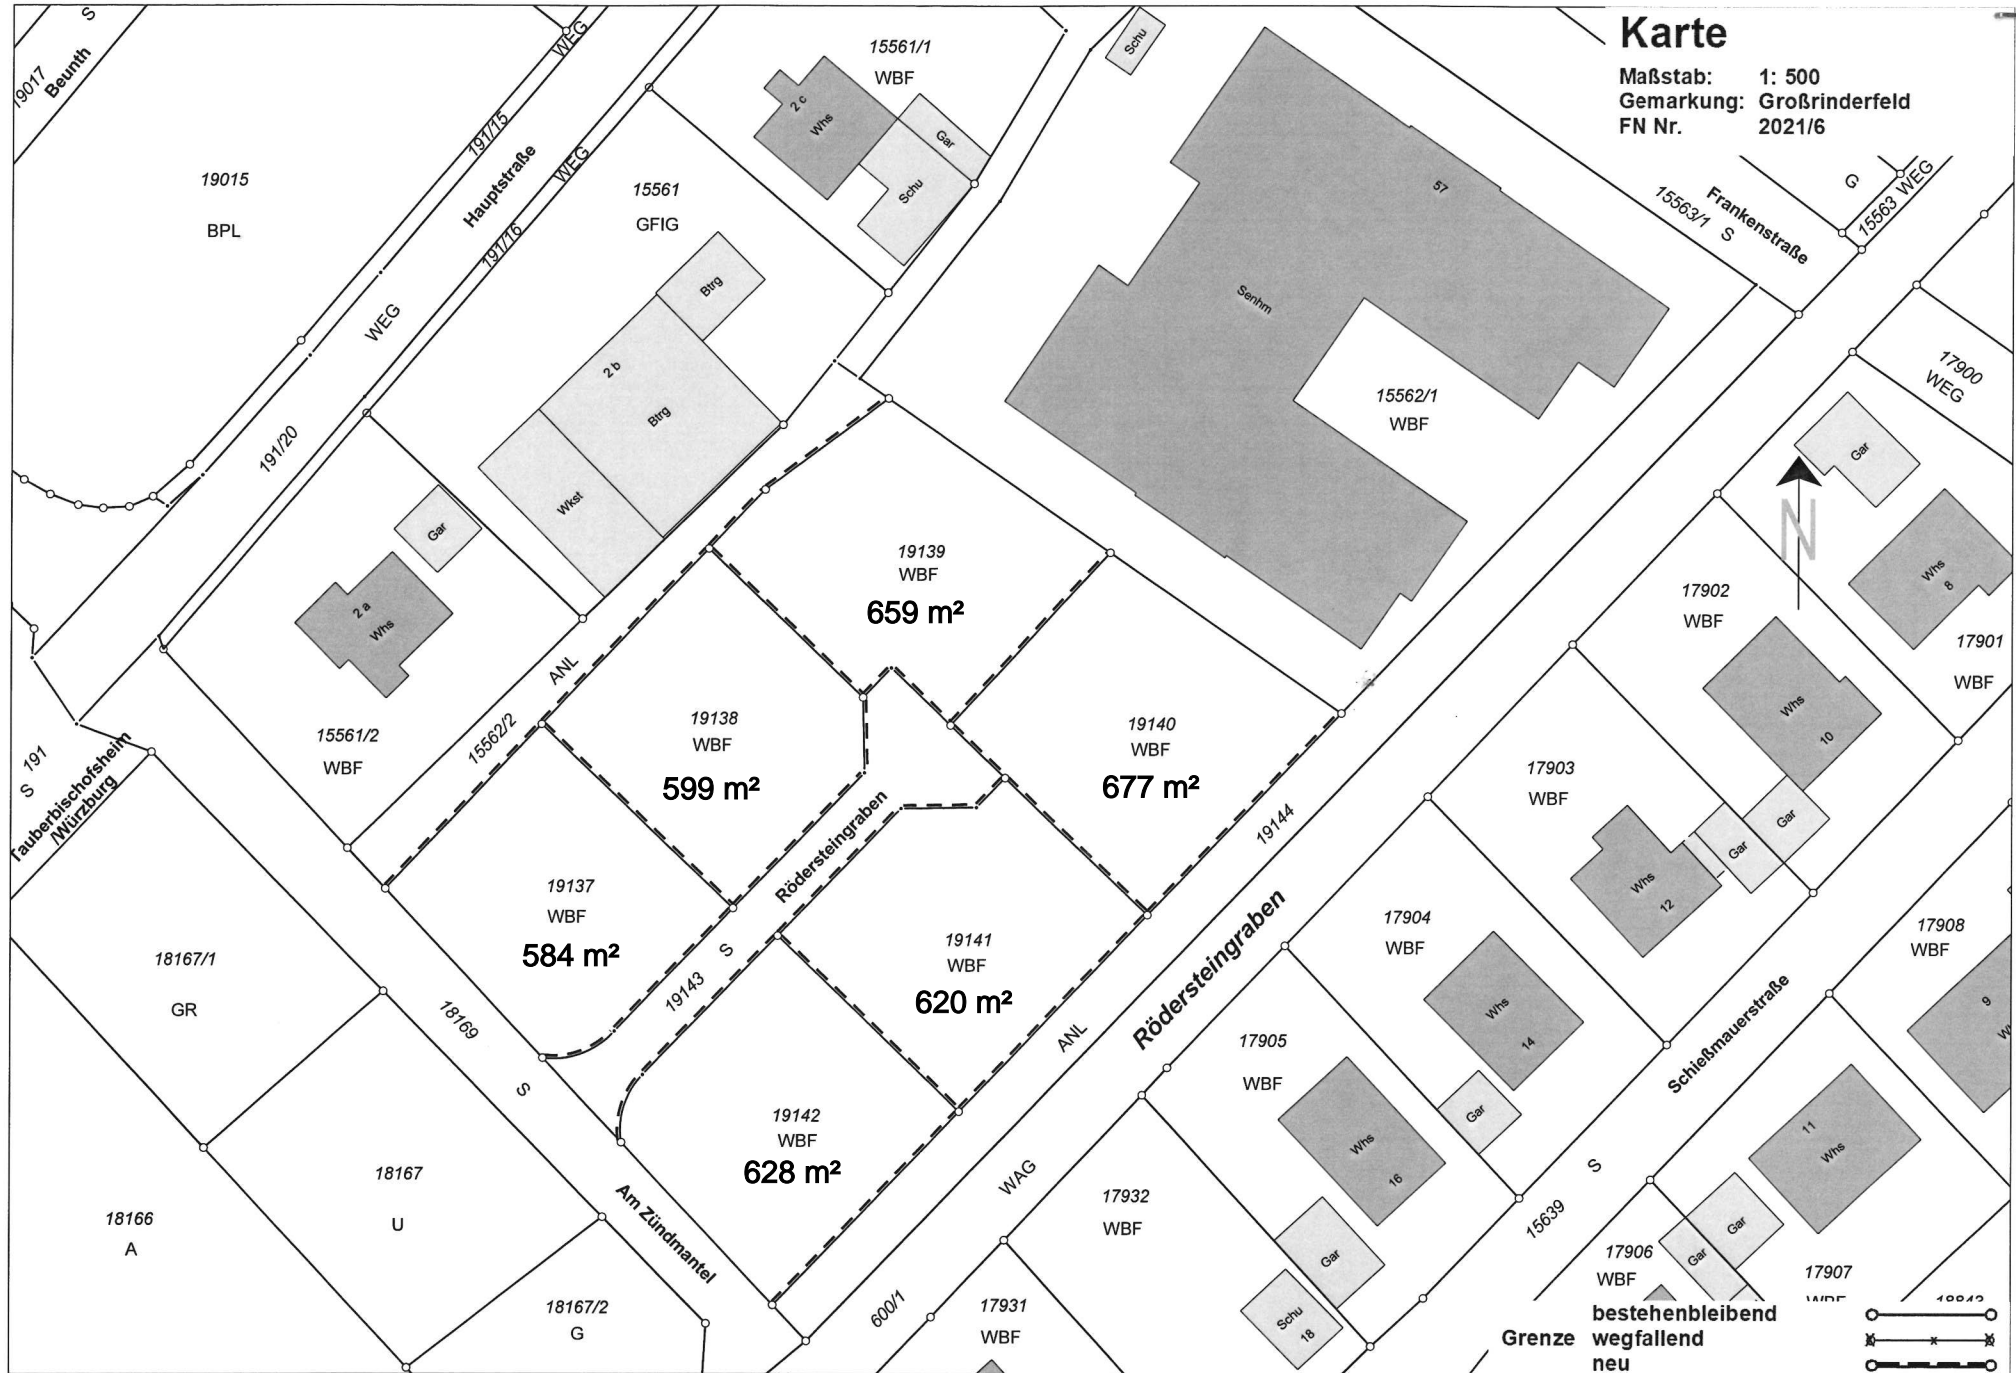 Karte
Maßstab: 1: 500
Gemarkung: Großrinderfeld
FN Nr. 2021/6
S
19017
Beunth
WEG
15561/1
WBF
Schu
2 c
Whs
Gar
Schu
191/15
Hauptstraße
WEG
191/16
19015
BPL
15561
GFIG
57
15563/1 S
Frankenstraße
G
15563 WEG
Btrg
Senhm
WEG
2 b
Btrg
15562/1
WBF
17900
WEG
191/20
Wkst
Gar
Gar
N
2 a
Whs
19139
WBF
659 m²
Whs
8
17902
WBF
17901
WBF
ANL
15562/2
19138
WBF
599 m²
19140
WBF
677 m²
Whs
10
15561/2
WBF
S 191
Tauberbischofsheim
/Würzburg
17903
WBF
Rödersteingraben
19144
Gar
Gar
Whs
12
19137
WBF
584 m²
Rödersteingraben
17904
WBF
17908
WBF
19141
WBF
620 m²
S
19143
18167/1
GR
18169
S
Whs
14
9
ANL
17905
WBF
Schießmauerstraße
19142
WBF
628 m²
Gar
Whs
16
11
Whs
18167
U
WAG
S
17932
WBF
18166
A
Am Zündmantel
15639
Gar
Gar
Gar
17906
WBF
17907
WBF
18843
18167/2
G
600/1
17931
WBF
Schu
18
Grenze
bestehenbleibend
wegfallend
neu